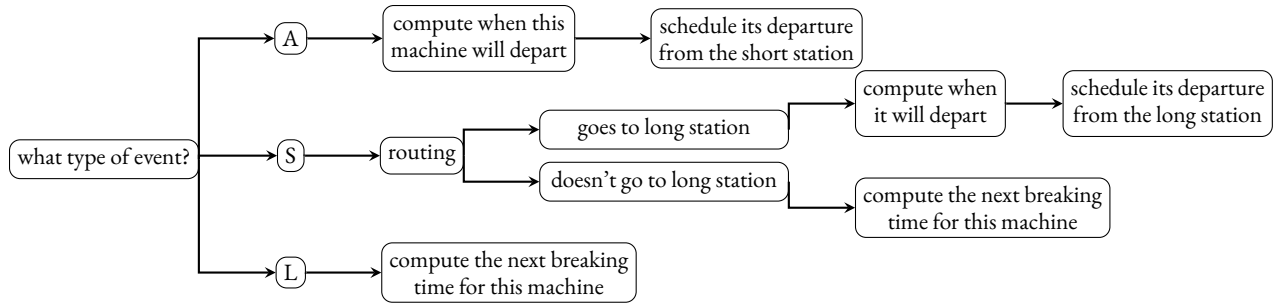 what type of event?
A
compute when this
machine will depart
schedule its departure
from the short station
S
routing
goes to long station
compute when
it will depart
schedule its departure
from the long station
doesn't go to long station
compute the next breaking
time for this machine
L
compute the next breaking
time for this machine